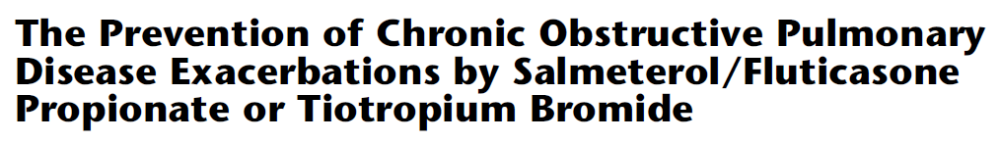 The Prevention of Chronic Obstructive Pulmonary
Disease Exacerbations by Salmeterol/Fluticasone
Propionate or Tiotropium Bromide